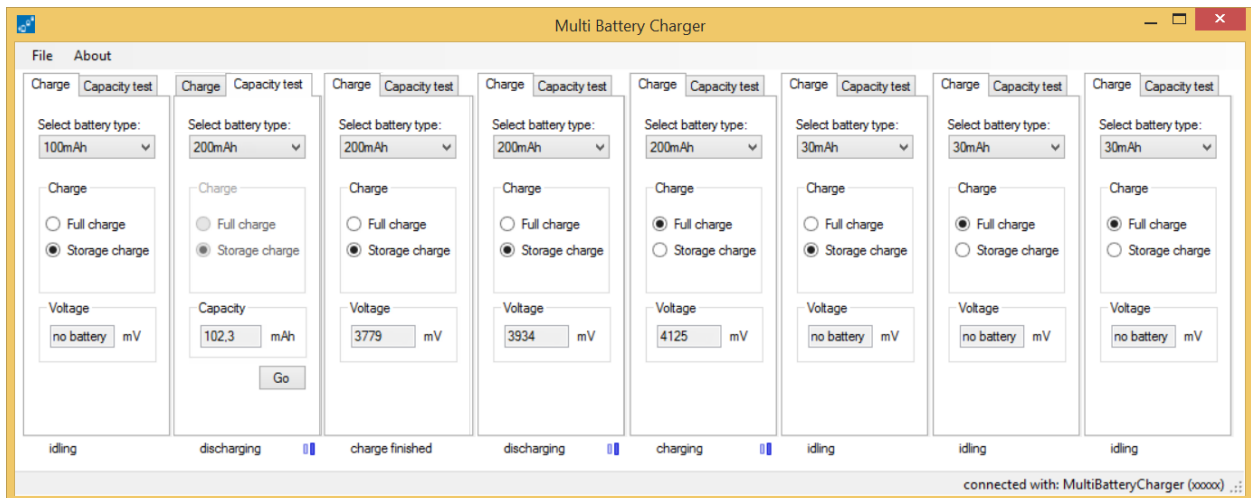 Multi Battery Charger
File About
Charge Capacity test Charge Capacity test Charge Capacity test Charge Capacity test Charge Capacity test Charge Capacity test Charge Capacity test Charge Capacity test
Select battery type: Select battery type: Select battery type: Select battery type: Select battery type: Select battery type: Select battery type: Select battery type:
100mAh 200mAh 200mAh 200mAh 200mAh 30mAh 30mAh 30mAh
Charge Charge Charge Charge Charge Charge Charge Charge
Full charge Full charge Full charge Full charge Full charge Full charge Full charge Full charge
Storage charge Storage charge Storage charge Storage charge Storage charge Storage charge Storage charge Storage charge
Voltage Capacity Voltage Voltage Voltage Voltage Voltage Voltage
no battery mV 102,3 mAh 3779 mV 3934 mV 4125 mV no battery mV no battery mV no battery mV
Go
idling discharging charge finished discharging charging idling idling idling
connected with: MultiBatteryCharger (xxxxx)